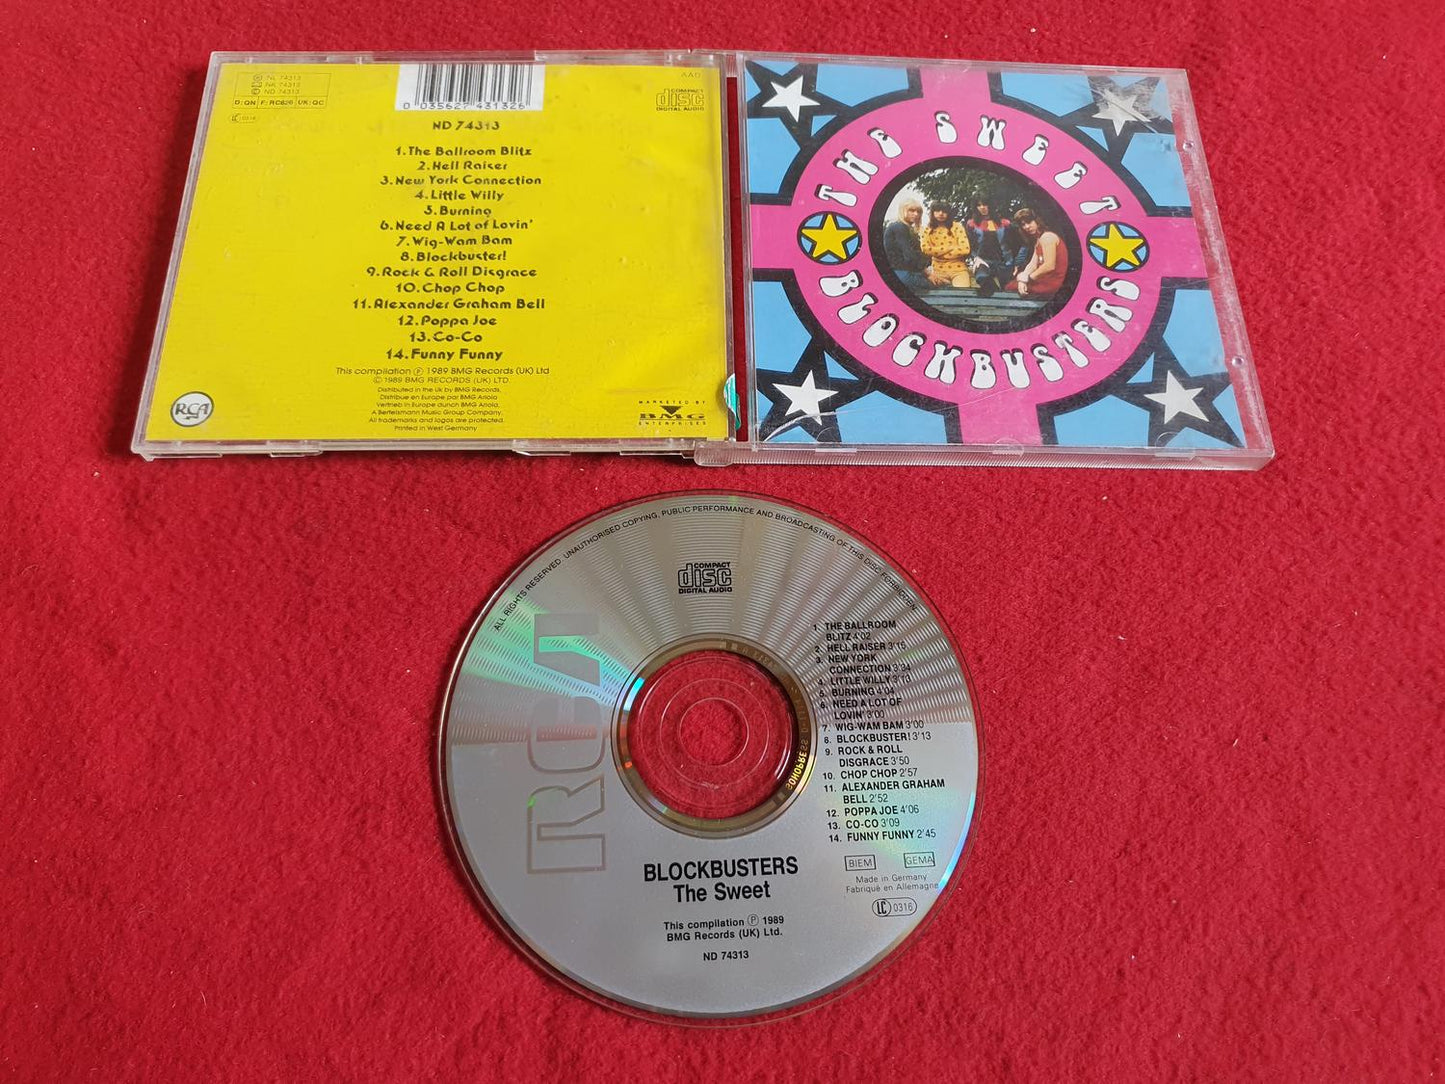 NL 74313
NK 74313
ND 74313
D: QN F: RC620 UK: QC
LC 0316
AAD
COMPACT
disc
DIGITAL AUDIO
0 035627 431326
ND 74313
1. The Ballroom Blitz
2. Hell Raiser
3. New York Connection
4. Little Willy
5. Burning
6. Need A Lot of Lovin'
7. Wig-Wam Bam
8. Blockbuster!
9. Rock & Roll Disgrace
10. Chop Chop
11. Alexander Graham Bell
12. Poppa Joe
13. Co-Co
14. Funny Funny
This compilation Ⓟ 1989 BMG Records (UK) Ltd
© 1989 BMG RECORDS (UK) LTD.
Distributed in the UK by BMG Records.
Distribue en Europe par BMG Ariola
Vertrieb in Europe durch BMG Ariola,
A Bertelsmann Music Group Company.
All trademarks and logos are protected.
Printed in West Germany
RCA
MARKETED BY
BMG
ENTERPRISES
THE SWEET
BLOCKBUSTERS
ALL RIGHTS RESERVED. UNAUTHORISED COPYING, PUBLIC PERFORMANCE AND BROADCASTING OF THIS DISC FORBIDDEN
COMPACT
disc
DIGITAL AUDIO
RCA
1. THE BALLROOM
BLITZ 4'02
2. HELL RAISER 3'15
3. NEW YORK
CONNECTION 3'34
4. LITTLE WILLY 3'13
5. BURNING 4'04
6. NEED A LOT OF
LOVIN' 3'00
7. WIG-WAM BAM 3'00
8. BLOCKBUSTER! 3'13
9. ROCK & ROLL
DISGRACE 3'50
10. CHOP CHOP 2'57
11. ALEXANDER GRAHAM
BELL 2'52
12. POPPA JOE 4'06
13. CO-CO 3'09
14. FUNNY FUNNY 2'45
BIEM GEMA
Made in Germany
Fabriqué en Allemagne
LC 0316
BLOCKBUSTERS
The Sweet
This compilation Ⓟ 1989
BMG Records (UK) Ltd.
ND 74313
SONOPRESS